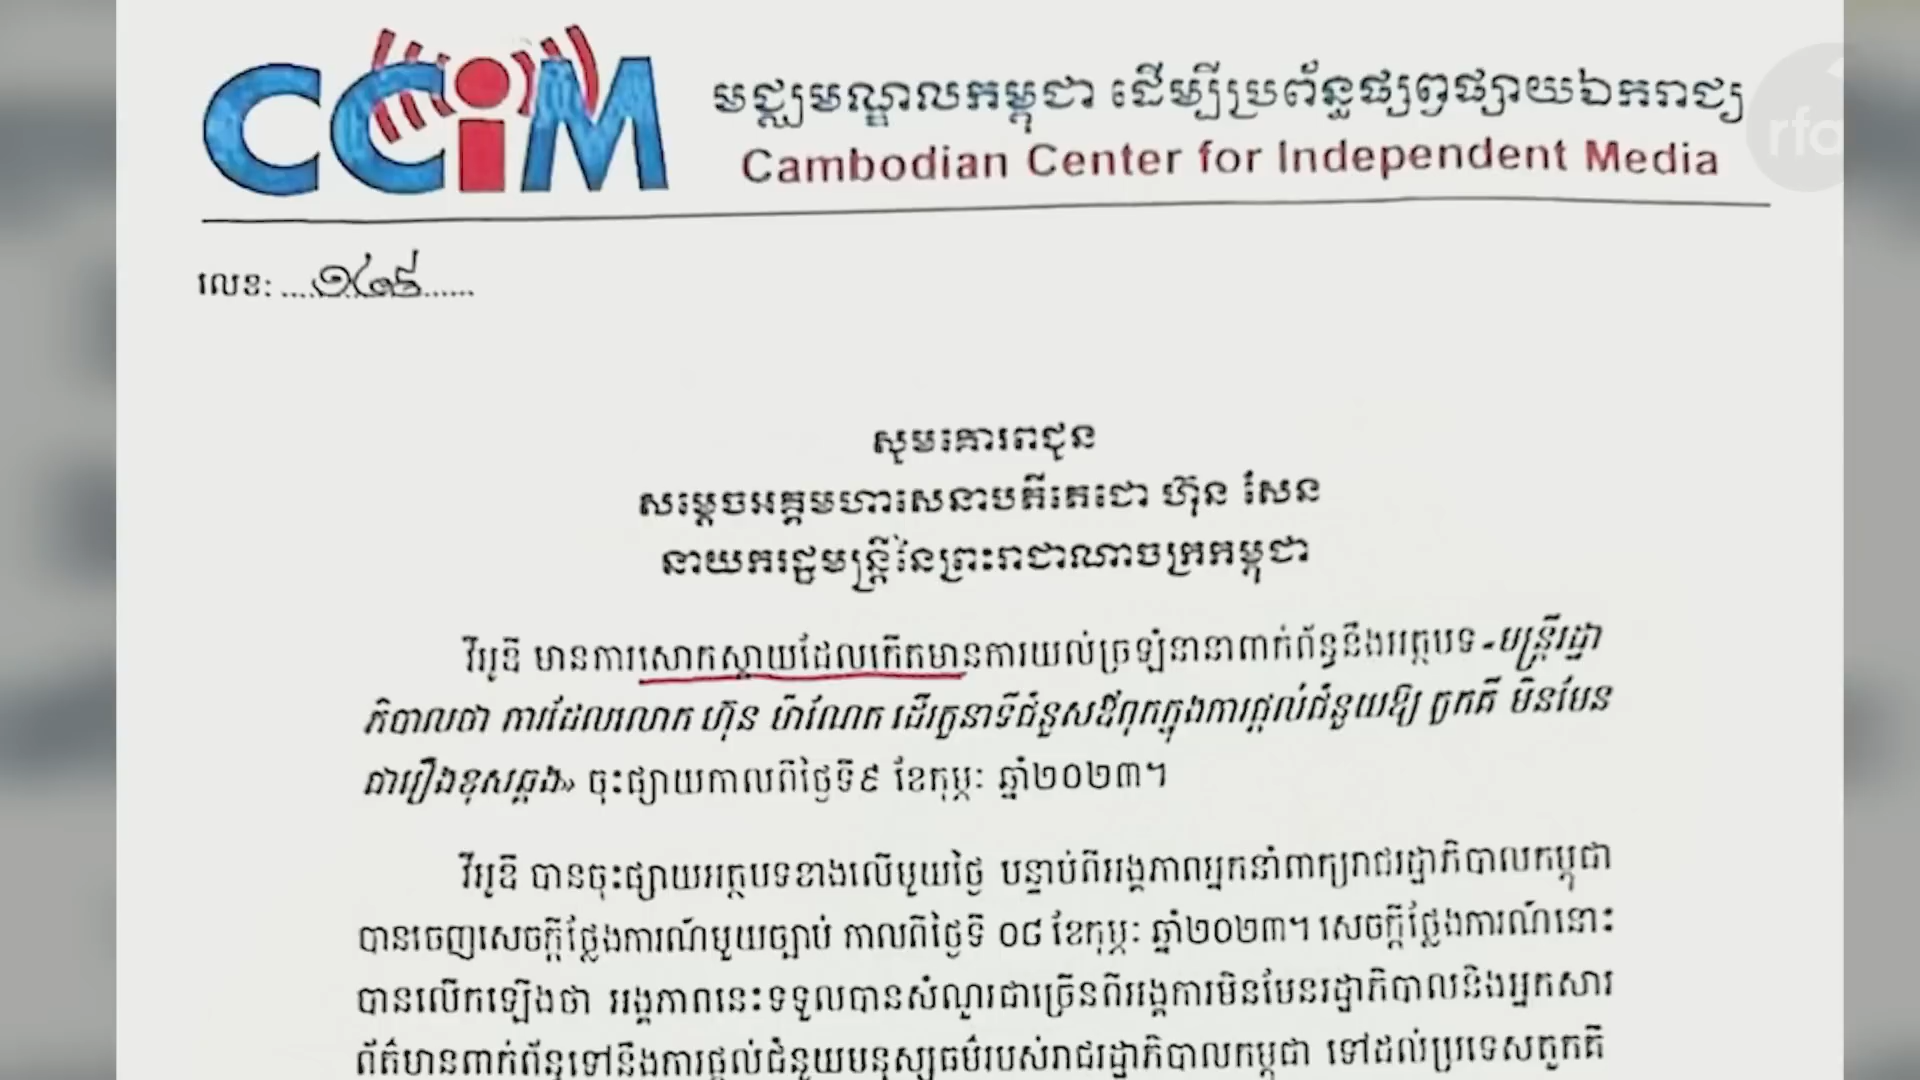 CCiM
មជ្ឈមណ្ឌលកម្ពុជា ដើម្បីប្រព័ន្ធផ្សព្វផ្សាយឯករាជ្យ
Cambodian Center for Independent Media
rfa
លេខ: ....១៤៩......
សូមគោរពជូន
សម្តេចអគ្គមហាសេនាបតីតេជោ ហ៊ុន សែន
នាយករដ្ឋមន្ត្រីនៃព្រះរាជាណាចក្រកម្ពុជា
វីអូឌី មានការសោកស្តាយដែលកើតមានការយល់ច្រឡំនានាពាក់ព័ន្ធនឹងអត្ថបទ «មន្ត្រីរដ្ឋា
ភិបាលថា ការដែលលោក ហ៊ុន ម៉ាណែត ដើរតួនាទីជំនួសឪពុកក្នុងការផ្តល់ជំនួយឱ្យ តួកគី មិនមែន
ជារឿងខុសឆ្គង» ចុះផ្សាយកាលពីថ្ងៃទី៩ ខែកុម្ភៈ ឆ្នាំ២០២៣។
វីអូឌី បានចុះផ្សាយអត្ថបទខាងលើមួយថ្ងៃ បន្ទាប់ពីអង្គភាពអ្នកនាំពាក្យរាជរដ្ឋាភិបាលកម្ពុជា
បានចេញសេចក្តីថ្លែងការណ៍មួយច្បាប់ កាលពីថ្ងៃទី ០៨ ខែកុម្ភៈ ឆ្នាំ២០២៣។ សេចក្តីថ្លែងការណ៍នោះ
បានលើកឡើងថា អង្គភាពនេះទទួលបានសំណួរជាច្រើនពីអង្គការមិនមែនរដ្ឋាភិបាលនិងអ្នកសារ
ព័ត៌មានពាក់ព័ន្ធទៅនឹងការផ្តល់ជំនួយមនុស្សធម៌របស់រាជរដ្ឋាភិបាលកម្ពុជា ទៅដល់ប្រទេសតួកគី